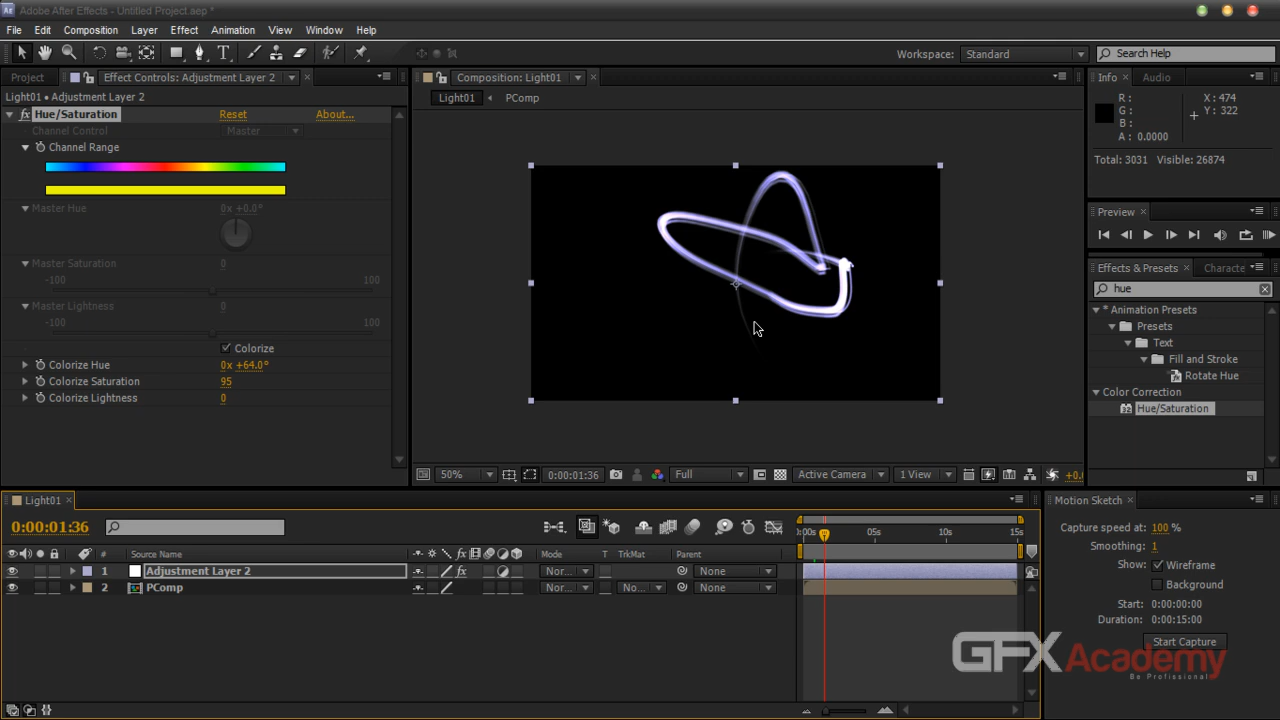 Adobe After Effects - Untitled Project.aep *
File Edit Composition Layer Effect Animation View Window Help
Workspace: Standard Search Help
Project Effect Controls: Adjustment Layer 2 Composition: Light01 Info Audio
Light01 • Adjustment Layer 2
Light01 PComp
R : X : 474
G : Y : 322
B :
A : 0.0000
fx Hue/Saturation Reset About...
Channel Control Master
Channel Range
Total: 3031 Visible: 26874
Master Hue 0x +0.0°
Preview
Master Saturation 0
-100 100
Master Lightness 0
-100 100
Colorize
Colorize Hue 0x +64.0°
Colorize Saturation 95
Colorize Lightness 0
Effects & Presets Characte
hue
* Animation Presets
Presets
Text
Fill and Stroke
Rotate Hue
Color Correction
Hue/Saturation
50% 0:00:01:36 Full Active Camera 1 View +0.
Light01 Motion Sketch
0:00:01:36
:00s 05s 10s 15s
# Source Name fx Mode T TrkMat Parent
1 Adjustment Layer 2 fx Nor... None
2 PComp Nor... No... None
Capture speed at: 100 %
Smoothing: 1
Show: Wireframe
Background
Start: 0:00:00:00
Duration: 0:00:15:00
Start Capture
GFX Academy
Be Profissional